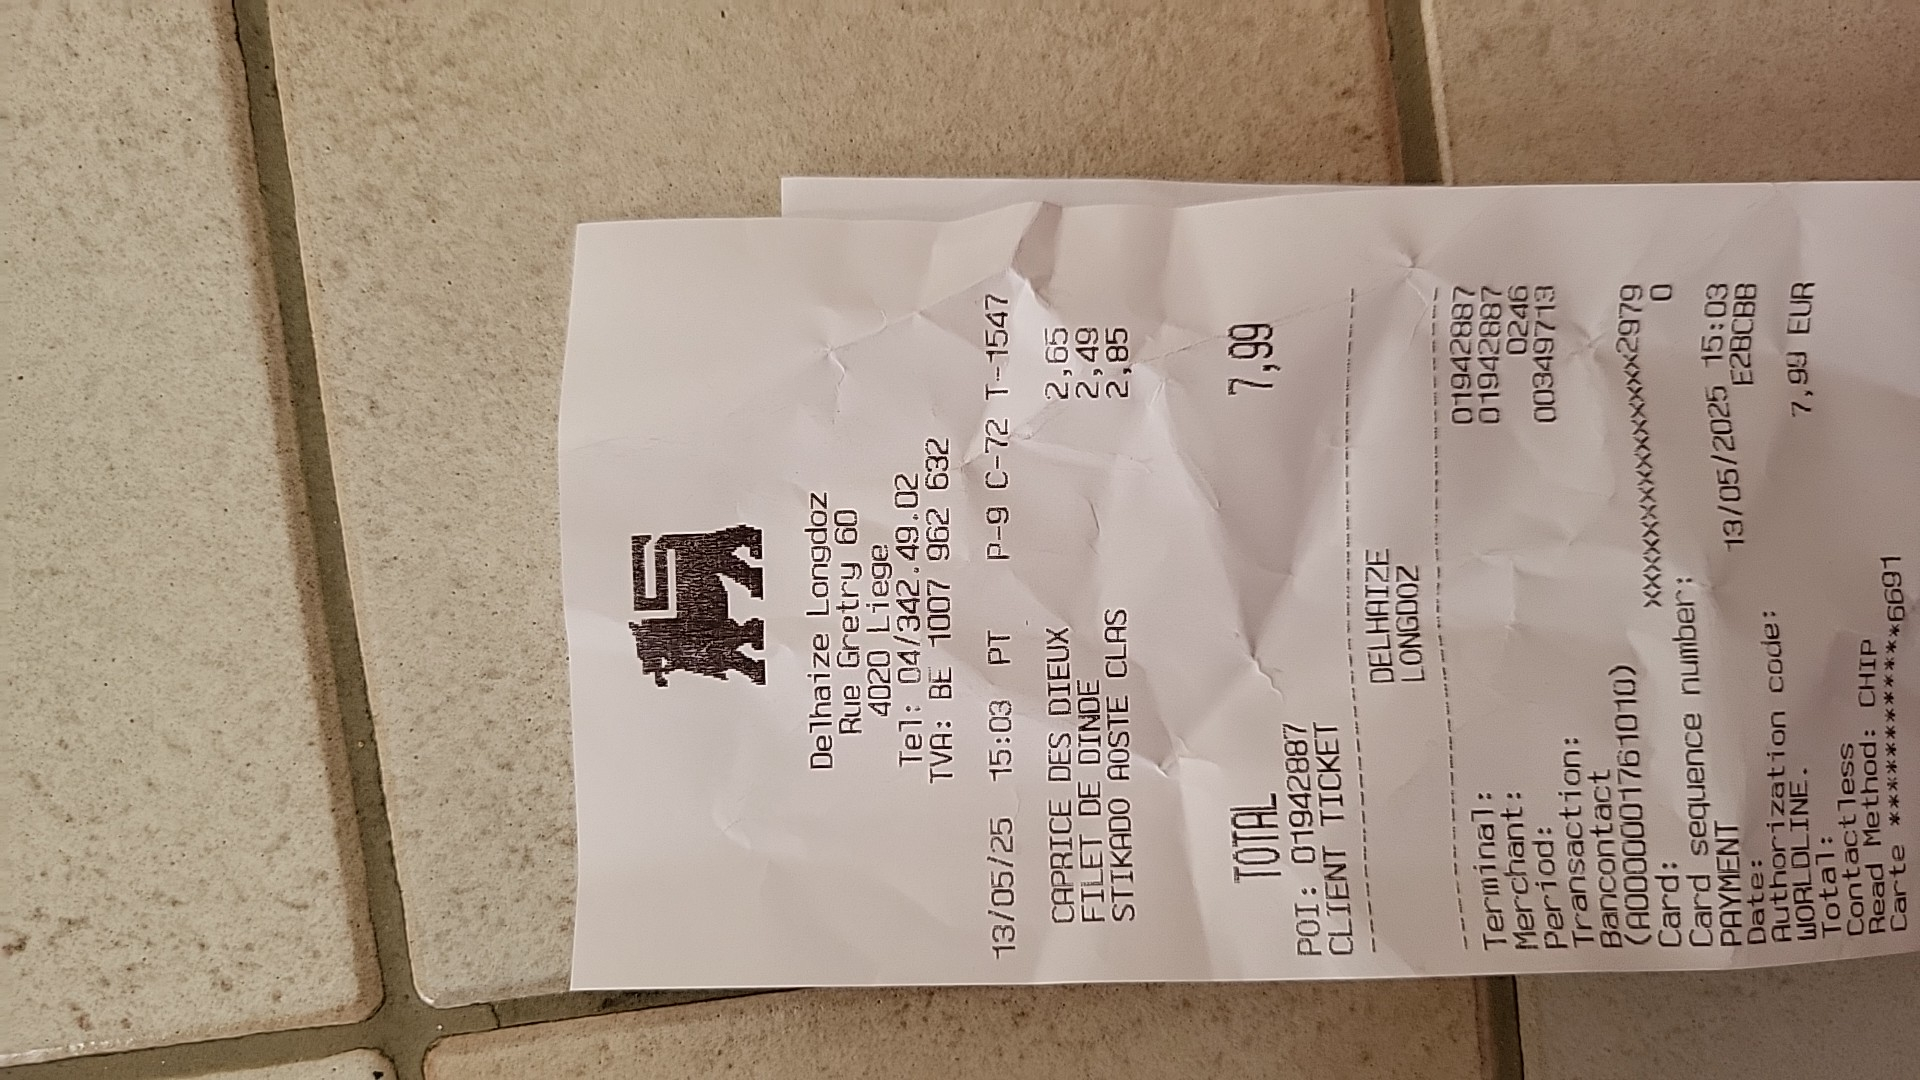 Delhaize Longdoz
Rue Gretry 60
4020 Liege
Tel: 04/342.49.02
TVA: BE 1007 962 632
13/05/25 15:03 PT P-9 C-72 T-1547
CAPRICE DES DIEUX 2,65
FILET DE DINDE 2,49
STIKADO AOSTE CLAS 2,85
TOTAL 7,99
POI: 01942887
CLIENT TICKET
DELHAIZE
LONGDOZ
Terminal: 01942887
Merchant: 01942887
Period: 0246
Transaction: 00349713
Bancontact
(A0000001761010)
Card: xxxxxxxxxxxxxxx2979
Card sequence number: 0
PAYMENT
Date: 13/05/2025 15:03
Authorization code: E2BCBB
WORLDLINE.
Total: 7,99 EUR
Contactless
Read Method: CHIP
Carte ***************6691